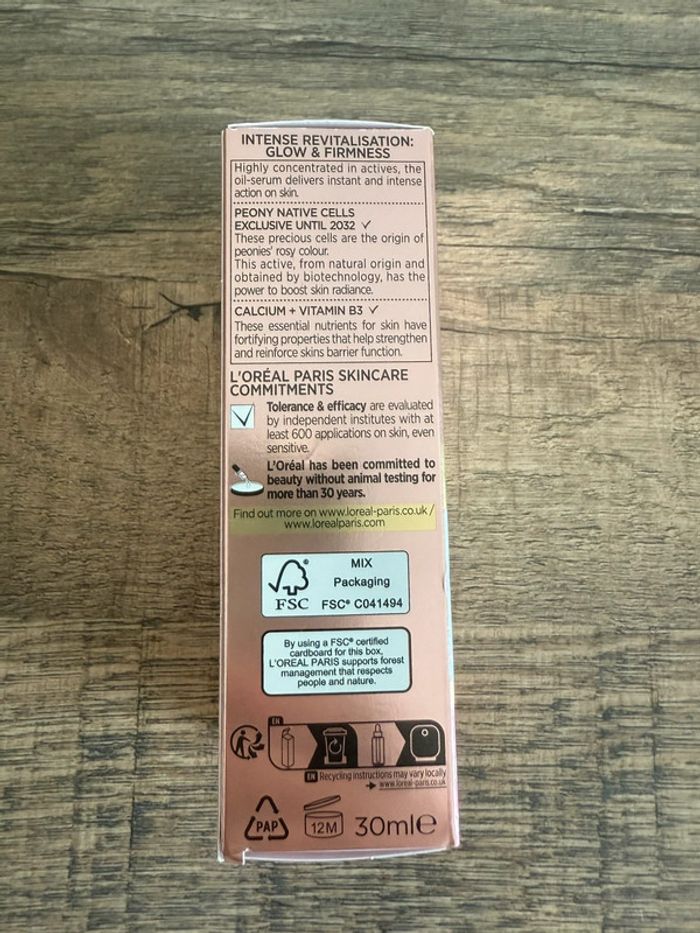 INTENSE REVITALISATION:
GLOW & FIRMNESS
Highly concentrated in actives, the
oil-serum delivers instant and intense
action on skin.
PEONY NATIVE CELLS
EXCLUSIVE UNTIL 2032 ✓
These precious cells are the origin of
peonies' rosy colour.
This active, from natural origin and
obtained by biotechnology, has the
power to boost skin radiance.
CALCIUM + VITAMIN B3 ✓
These essential nutrients for skin have
fortifying properties that help strengthen
and reinforce skins barrier function.
L'ORÉAL PARIS SKINCARE
COMMITMENTS
Tolerance & efficacy are evaluated
by independent institutes with at
least 600 applications on skin, even
sensitive.
L'Oréal has been committed to
beauty without animal testing for
more than 30 years.
Find out more on www.loreal-paris.co.uk /
www.lorealparis.com
MIX
Packaging
FSC® C041494
FSC
By using a FSC® certified
cardboard for this box,
L'OREAL PARIS supports forest
management that respects
people and nature.
EN
EN Recycling instructions may vary locally
www.loreal-paris.co.uk
PAP 12M 30ml℮